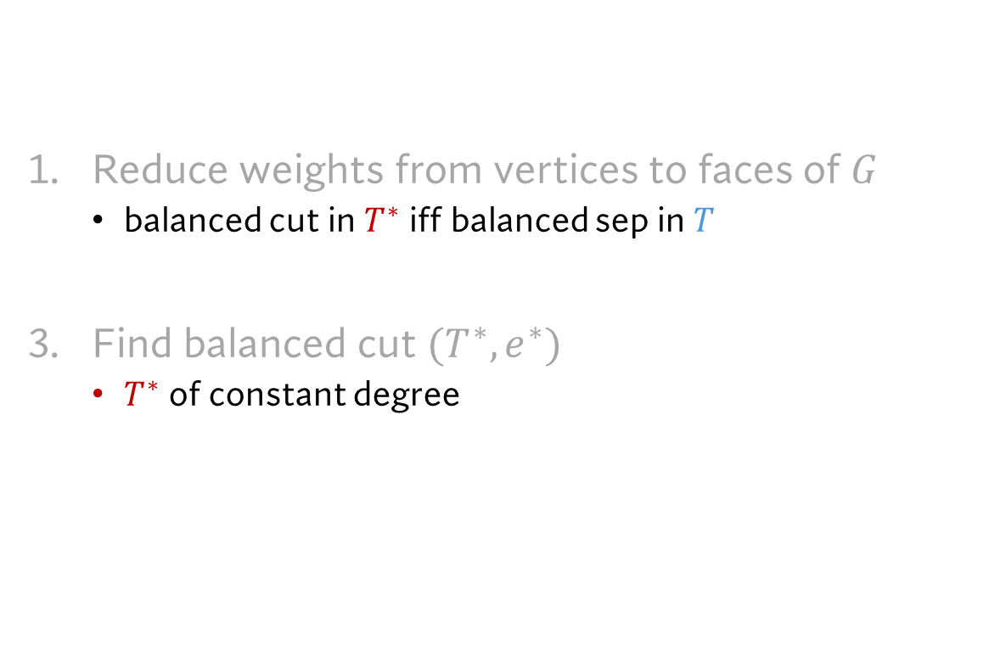 1. Reduce weights from vertices to faces of G
• balanced cut in T* iff balanced sep in T
3. Find balanced cut (T*, e*)
• T* of constant degree